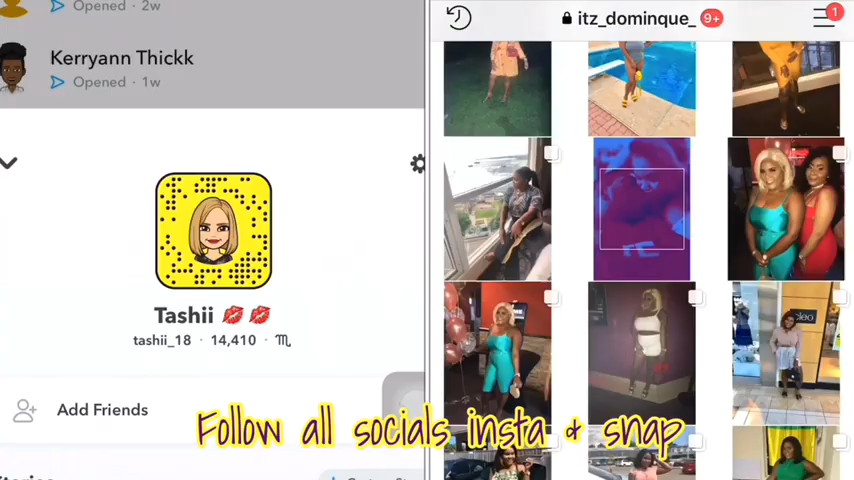 Opened · 2w
Kerryann Thickk
Opened · 1w
Tashii 💋💋
tashii_18 · 14,410 · ♏
Add Friends
itz_dominque_ 9+
1
TE
cleo
Follow all socials insta & snap